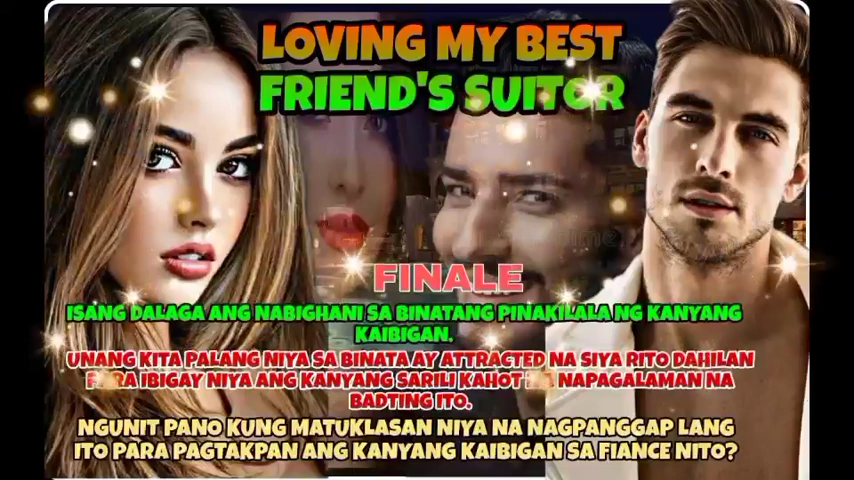 LOVING MY BEST
FRIEND'S SUITOR
FINALE
ISANG DALAGA ANG NABIGHANI SA BINATANG PINAKILALA NG KANYANG
KAIBIGAN.
UNANG KITA PALANG NIYA SA BINATA AY ATTRACTED NA SIYA RITO DAHILAN
PARA IBIGAY NIYA ANG KANYANG SARILI KAHOT NA NAPAGALAMAN NA
BADTING ITO.
NGUNIT PANO KUNG MATUKLASAN NIYA NA NAGPANGGAP LANG
ITO PARA PAGTAKPAN ANG KANYANG KAIBIGAN SA FIANCE NITO?